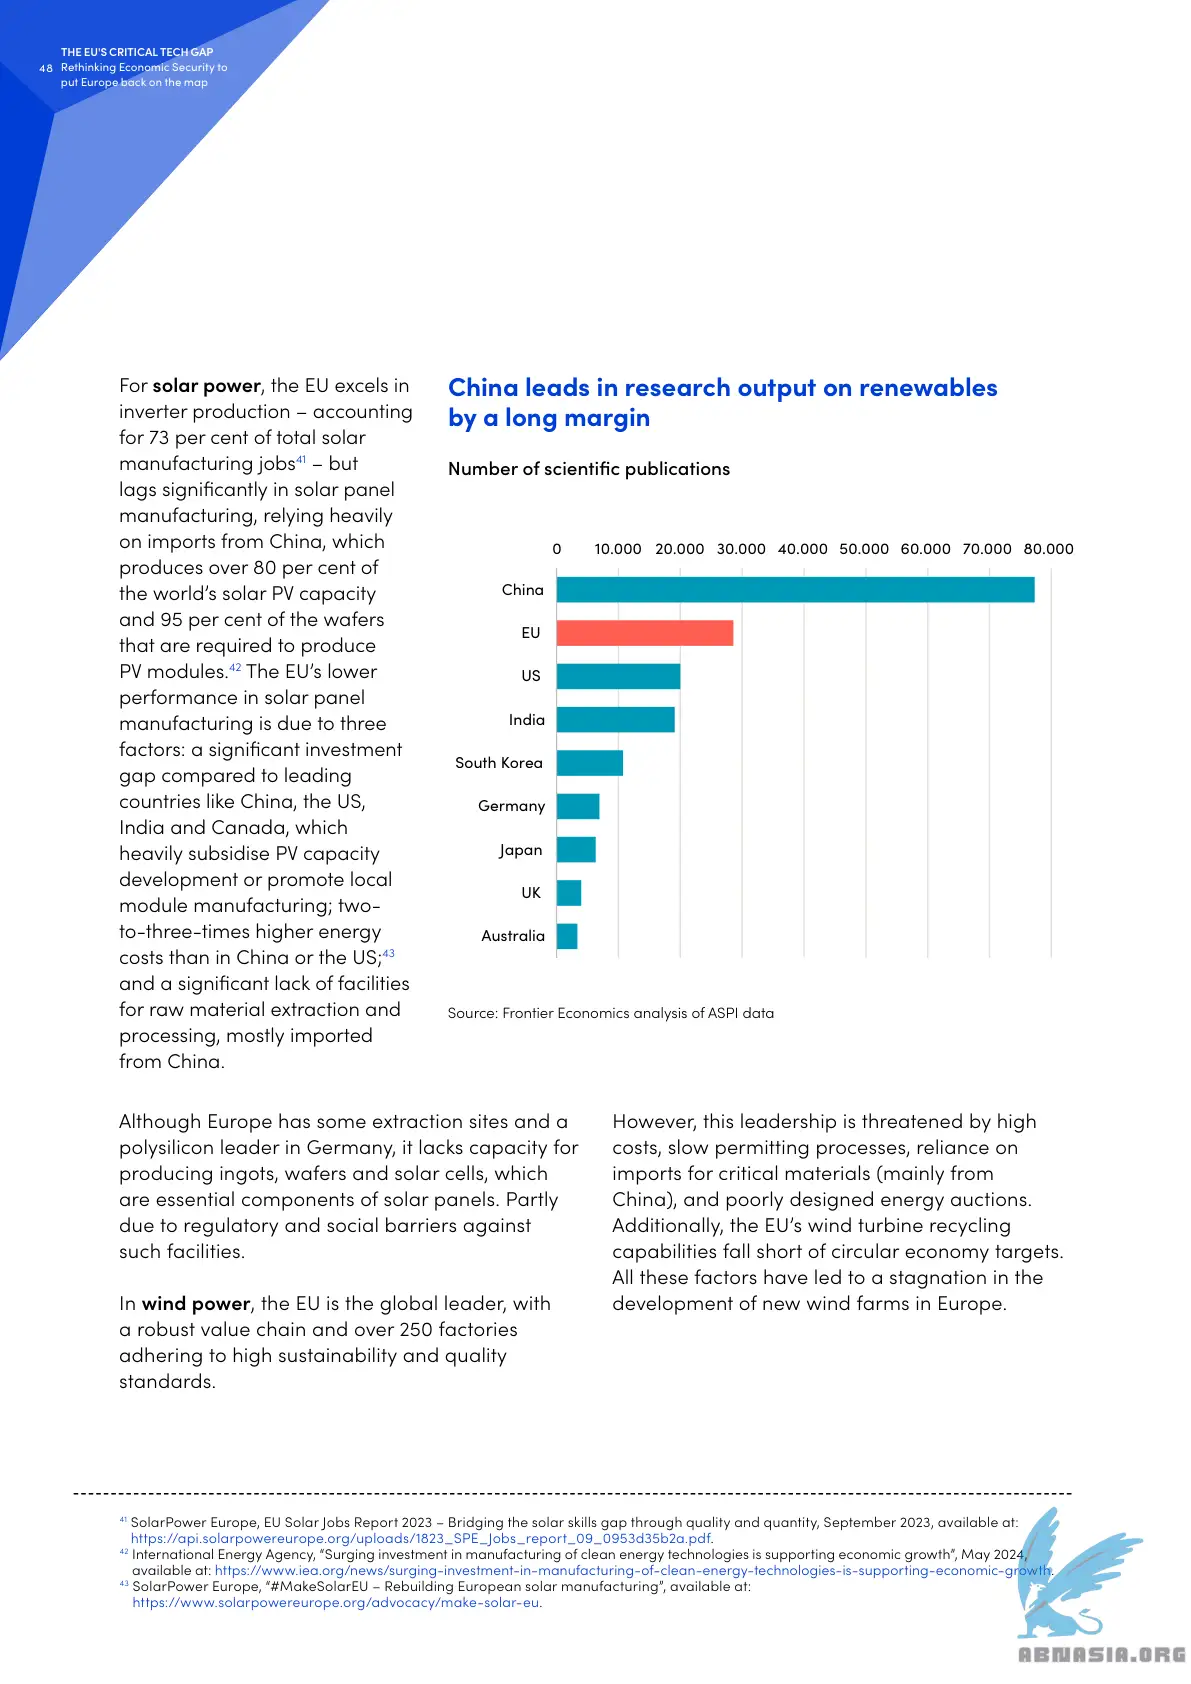 THE EU'S CRITICAL TECH GAP
48 Rethinking Economic Security to
put Europe back on the map
For solar power, the EU excels in
inverter production – accounting
for 73 per cent of total solar
manufacturing jobs41 – but
lags significantly in solar panel
manufacturing, relying heavily
on imports from China, which
produces over 80 per cent of
the world's solar PV capacity
and 95 per cent of the wafers
that are required to produce
PV modules.42 The EU's lower
performance in solar panel
manufacturing is due to three
factors: a significant investment
gap compared to leading
countries like China, the US,
India and Canada, which
heavily subsidise PV capacity
development or promote local
module manufacturing; two-
to-three-times higher energy
costs than in China or the US;43
and a significant lack of facilities
for raw material extraction and
processing, mostly imported
from China.
China leads in research output on renewables
by a long margin
Number of scientific publications
0 10.000 20.000 30.000 40.000 50.000 60.000 70.000 80.000
China
EU
US
India
South Korea
Germany
Japan
UK
Australia
Source: Frontier Economics analysis of ASPI data
Although Europe has some extraction sites and a
polysilicon leader in Germany, it lacks capacity for
producing ingots, wafers and solar cells, which
are essential components of solar panels. Partly
due to regulatory and social barriers against
such facilities.
In wind power, the EU is the global leader, with
a robust value chain and over 250 factories
adhering to high sustainability and quality
standards.
However, this leadership is threatened by high
costs, slow permitting processes, reliance on
imports for critical materials (mainly from
China), and poorly designed energy auctions.
Additionally, the EU's wind turbine recycling
capabilities fall short of circular economy targets.
All these factors have led to a stagnation in the
development of new wind farms in Europe.
41 SolarPower Europe, EU Solar Jobs Report 2023 – Bridging the solar skills gap through quality and quantity, September 2023, available at:
https://api.solarpowereurope.org/uploads/1823_SPE_Jobs_report_09_0953d35b2a.pdf.
42 International Energy Agency, "Surging investment in manufacturing of clean energy technologies is supporting economic growth", May 2024,
available at: https://www.iea.org/news/surging-investment-in-manufacturing-of-clean-energy-technologies-is-supporting-economic-growth.
43 SolarPower Europe, "#MakeSolarEU – Rebuilding European solar manufacturing", available at:
https://www.solarpowereurope.org/advocacy/make-solar-eu.
ABNASIA.ORG